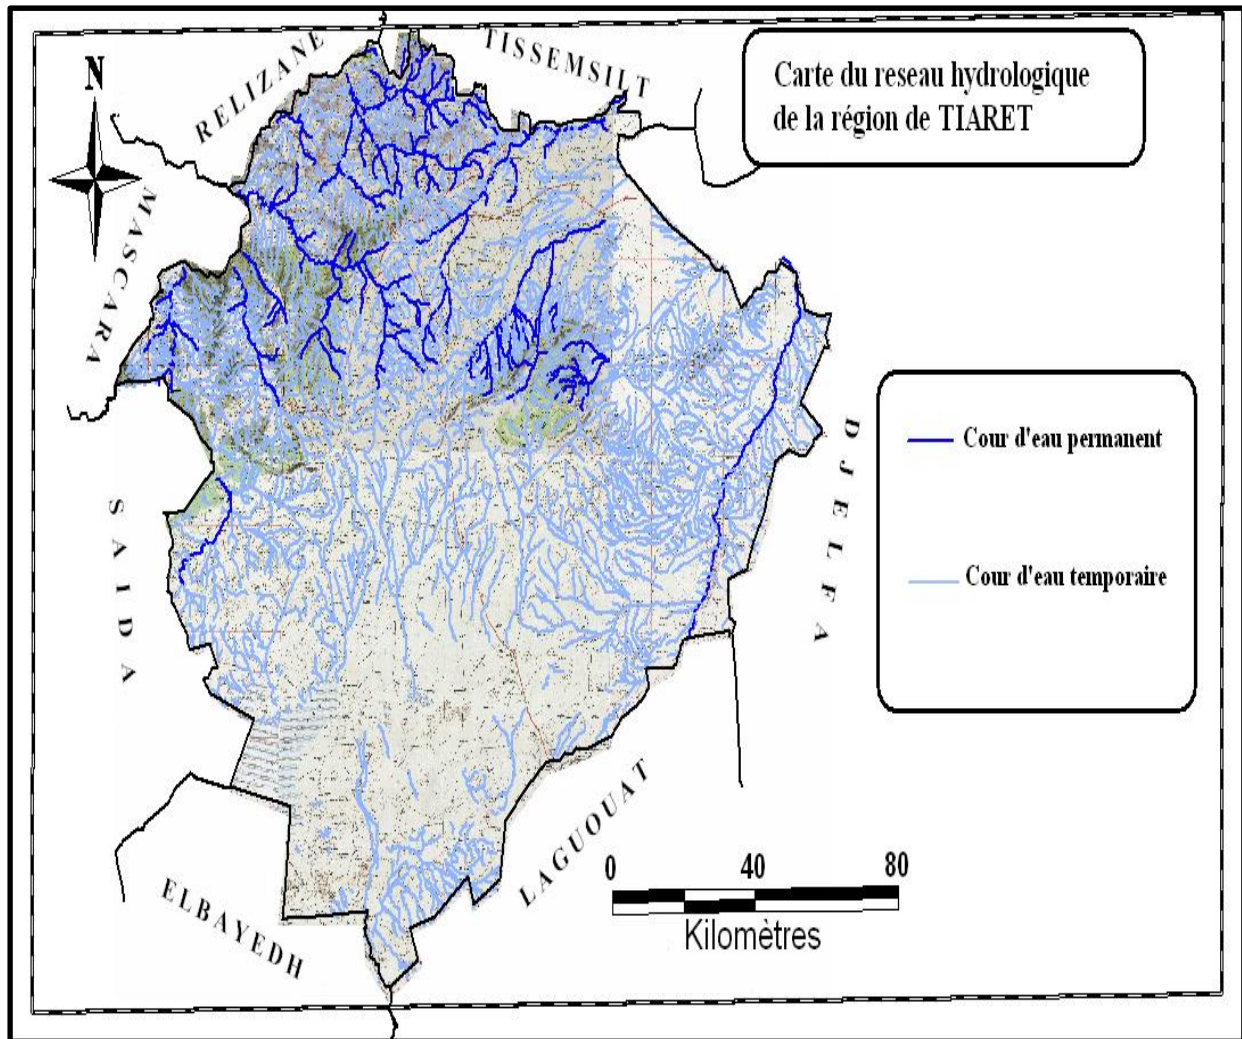 N
RELIZANE
TISSEMSILT
Carte du reseau hydrologique
de la région de TIARET
MASCARA
Cour d'eau permanent
DJELFA
SAIDA
Cour d'eau temporaire
LAGUOUAT
ELBAYEDH
0 40 80
Kilomètres